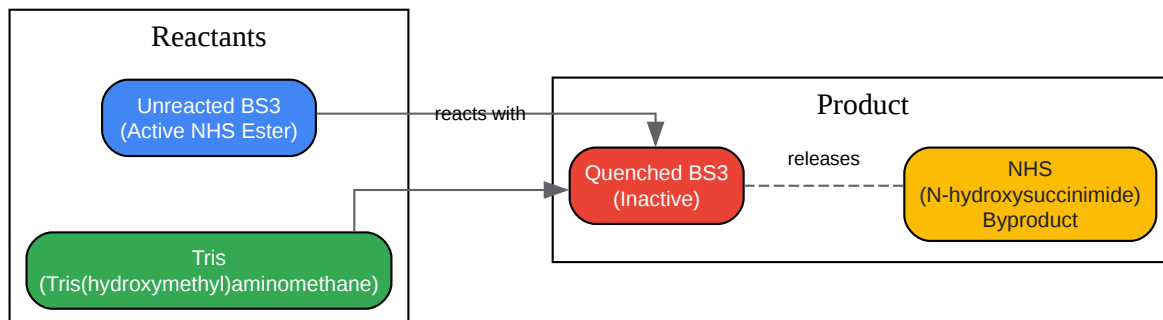 Reactants
Unreacted BS3
(Active NHS Ester)
reacts with
Tris
(Tris(hydroxymethyl)aminomethane)
Product
Quenched BS3
(Inactive)
releases
NHS
(N-hydroxysuccinimide)
Byproduct